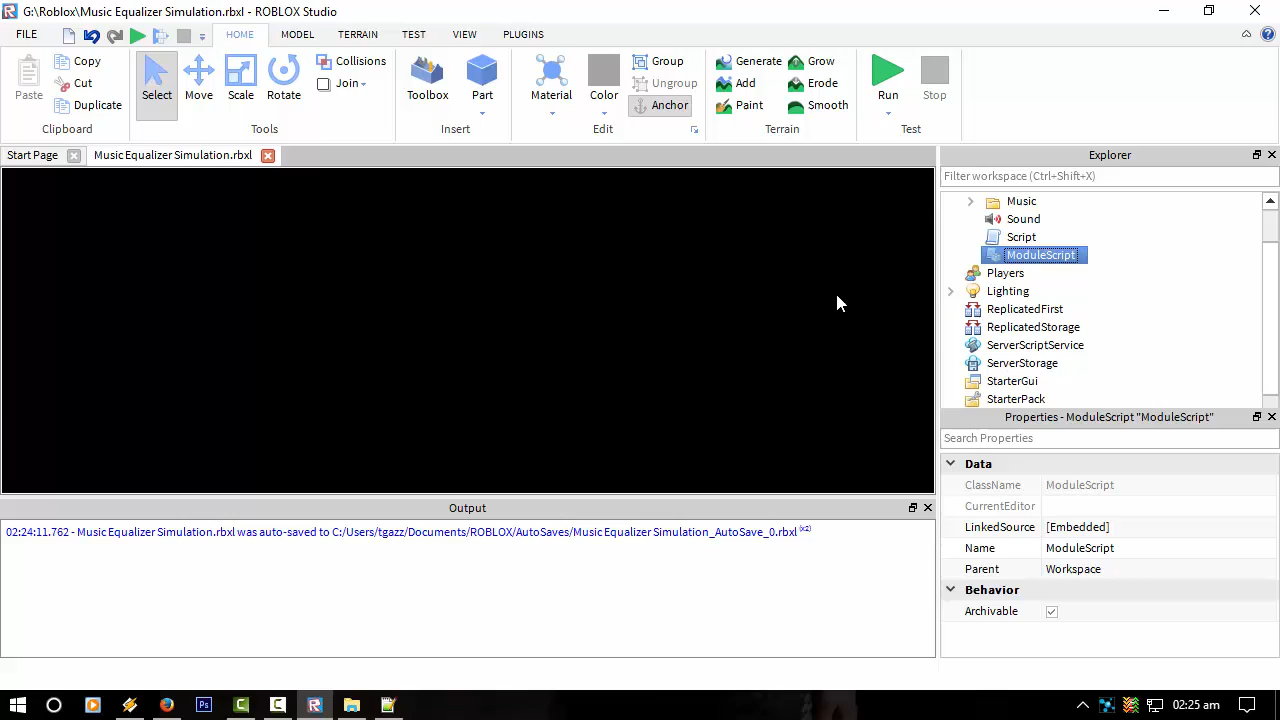 G:\Roblox\Music Equalizer Simulation.rbxl - ROBLOX Studio
FILE HOME MODEL TERRAIN TEST VIEW PLUGINS
Paste Copy Cut Duplicate
Clipboard
Select Move Scale Rotate Collisions Join
Tools
Toolbox Part
Insert
Material Color Group Ungroup Anchor
Edit
Generate Grow
Add Erode
Paint Smooth
Terrain
Run Stop
Test
Start Page Music Equalizer Simulation.rbxl
Explorer
Filter workspace (Ctrl+Shift+X)
Music
Sound
Script
ModuleScript
Players
Lighting
ReplicatedFirst
ReplicatedStorage
ServerScriptService
ServerStorage
StarterGui
StarterPack
Properties - ModuleScript "ModuleScript"
Search Properties
Data
ClassName ModuleScript
CurrentEditor
LinkedSource [Embedded]
Name ModuleScript
Parent Workspace
Behavior
Archivable
Output
02:24:11.762 - Music Equalizer Simulation.rbxl was auto-saved to C:/Users/tgazz/Documents/ROBLOX/AutoSaves/Music Equalizer Simulation_AutoSave_0.rbxl (x2)
Ps
02:25 am